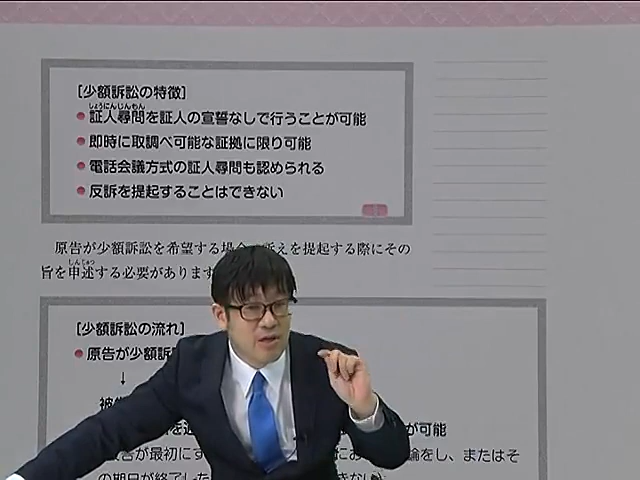 [少額訴訟の特徴]
しょうにんじんもん
●証人尋問を証人の宣誓なしで行うことが可能
●即時に取調べ可能な証拠に限り可能
●電話会議方式の証人尋問も認められる
●反訴を提起することはできない
原告が少額訴訟を希望する場合 訴えを提起する際にその
しんじゅつ
旨を申述する必要があります
[少額訴訟の流れ]
●原告が少額訴
↓
が可能
が最初にす 論をし、またはそ
の期日が終了した きない)